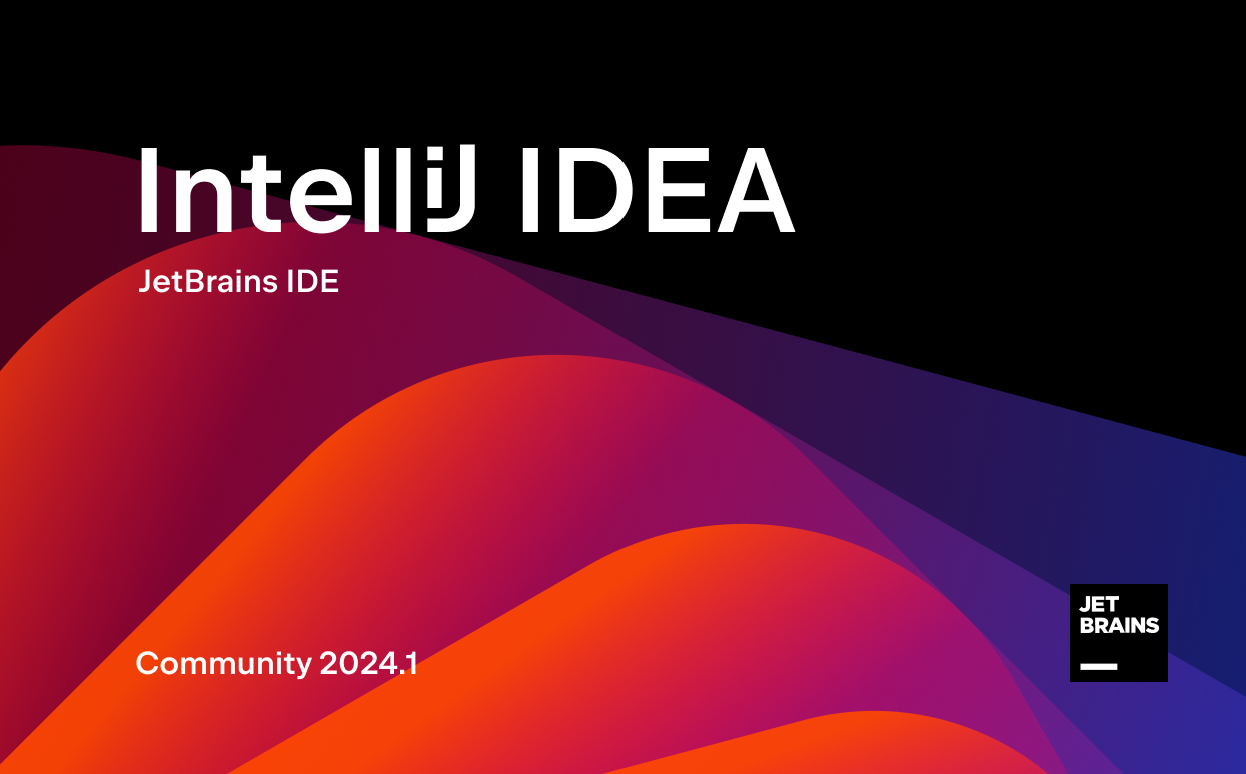 IntelliJ IDEA
JetBrains IDE
Community 2024.1
JET
BRAINS